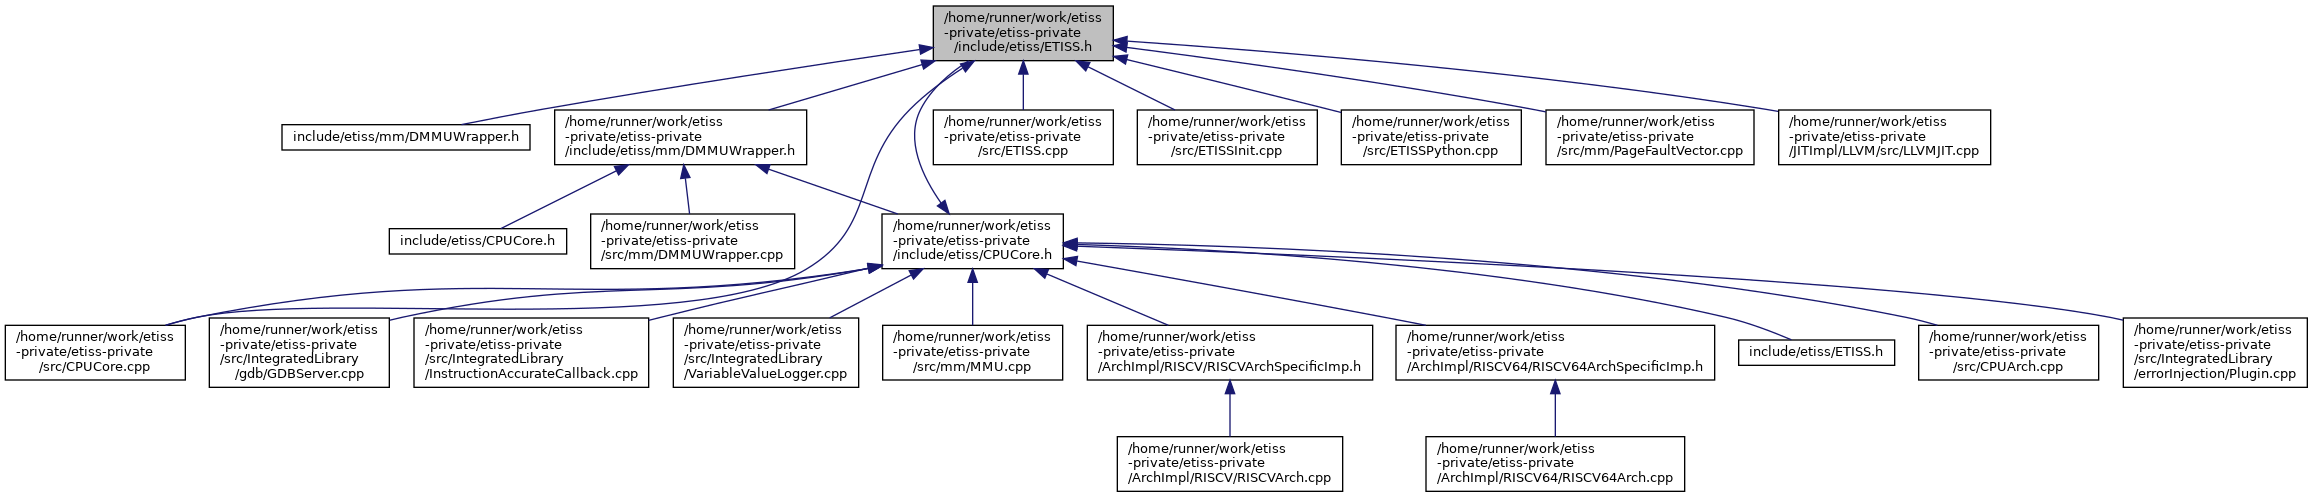 /home/runner/work/etiss
-private/etiss-private
/include/etiss/ETISS.h
include/etiss/mm/DMMUWrapper.h
/home/runner/work/etiss
-private/etiss-private
/include/etiss/mm/DMMUWrapper.h
/home/runner/work/etiss
-private/etiss-private
/src/ETISS.cpp
/home/runner/work/etiss
-private/etiss-private
/src/ETISSInit.cpp
/home/runner/work/etiss
-private/etiss-private
/src/ETISSPython.cpp
/home/runner/work/etiss
-private/etiss-private
/src/mm/PageFaultVector.cpp
/home/runner/work/etiss
-private/etiss-private
/JITImpl/LLVM/src/LLVMJIT.cpp
include/etiss/CPUCore.h
/home/runner/work/etiss
-private/etiss-private
/src/mm/DMMUWrapper.cpp
/home/runner/work/etiss
-private/etiss-private
/include/etiss/CPUCore.h
/home/runner/work/etiss
-private/etiss-private
/src/CPUCore.cpp
/home/runner/work/etiss
-private/etiss-private
/src/IntegratedLibrary
/gdb/GDBServer.cpp
/home/runner/work/etiss
-private/etiss-private
/src/IntegratedLibrary
/InstructionAccurateCallback.cpp
/home/runner/work/etiss
-private/etiss-private
/src/IntegratedLibrary
/VariableValueLogger.cpp
/home/runner/work/etiss
-private/etiss-private
/src/mm/MMU.cpp
/home/runner/work/etiss
-private/etiss-private
/ArchImpl/RISCV/RISCVArchSpecificImp.h
/home/runner/work/etiss
-private/etiss-private
/ArchImpl/RISCV64/RISCV64ArchSpecificImp.h
include/etiss/ETISS.h
/home/runner/work/etiss
-private/etiss-private
/src/CPUArch.cpp
/home/runner/work/etiss
-private/etiss-private
/src/IntegratedLibrary
/errorInjection/Plugin.cpp
/home/runner/work/etiss
-private/etiss-private
/ArchImpl/RISCV/RISCVArch.cpp
/home/runner/work/etiss
-private/etiss-private
/ArchImpl/RISCV64/RISCV64Arch.cpp